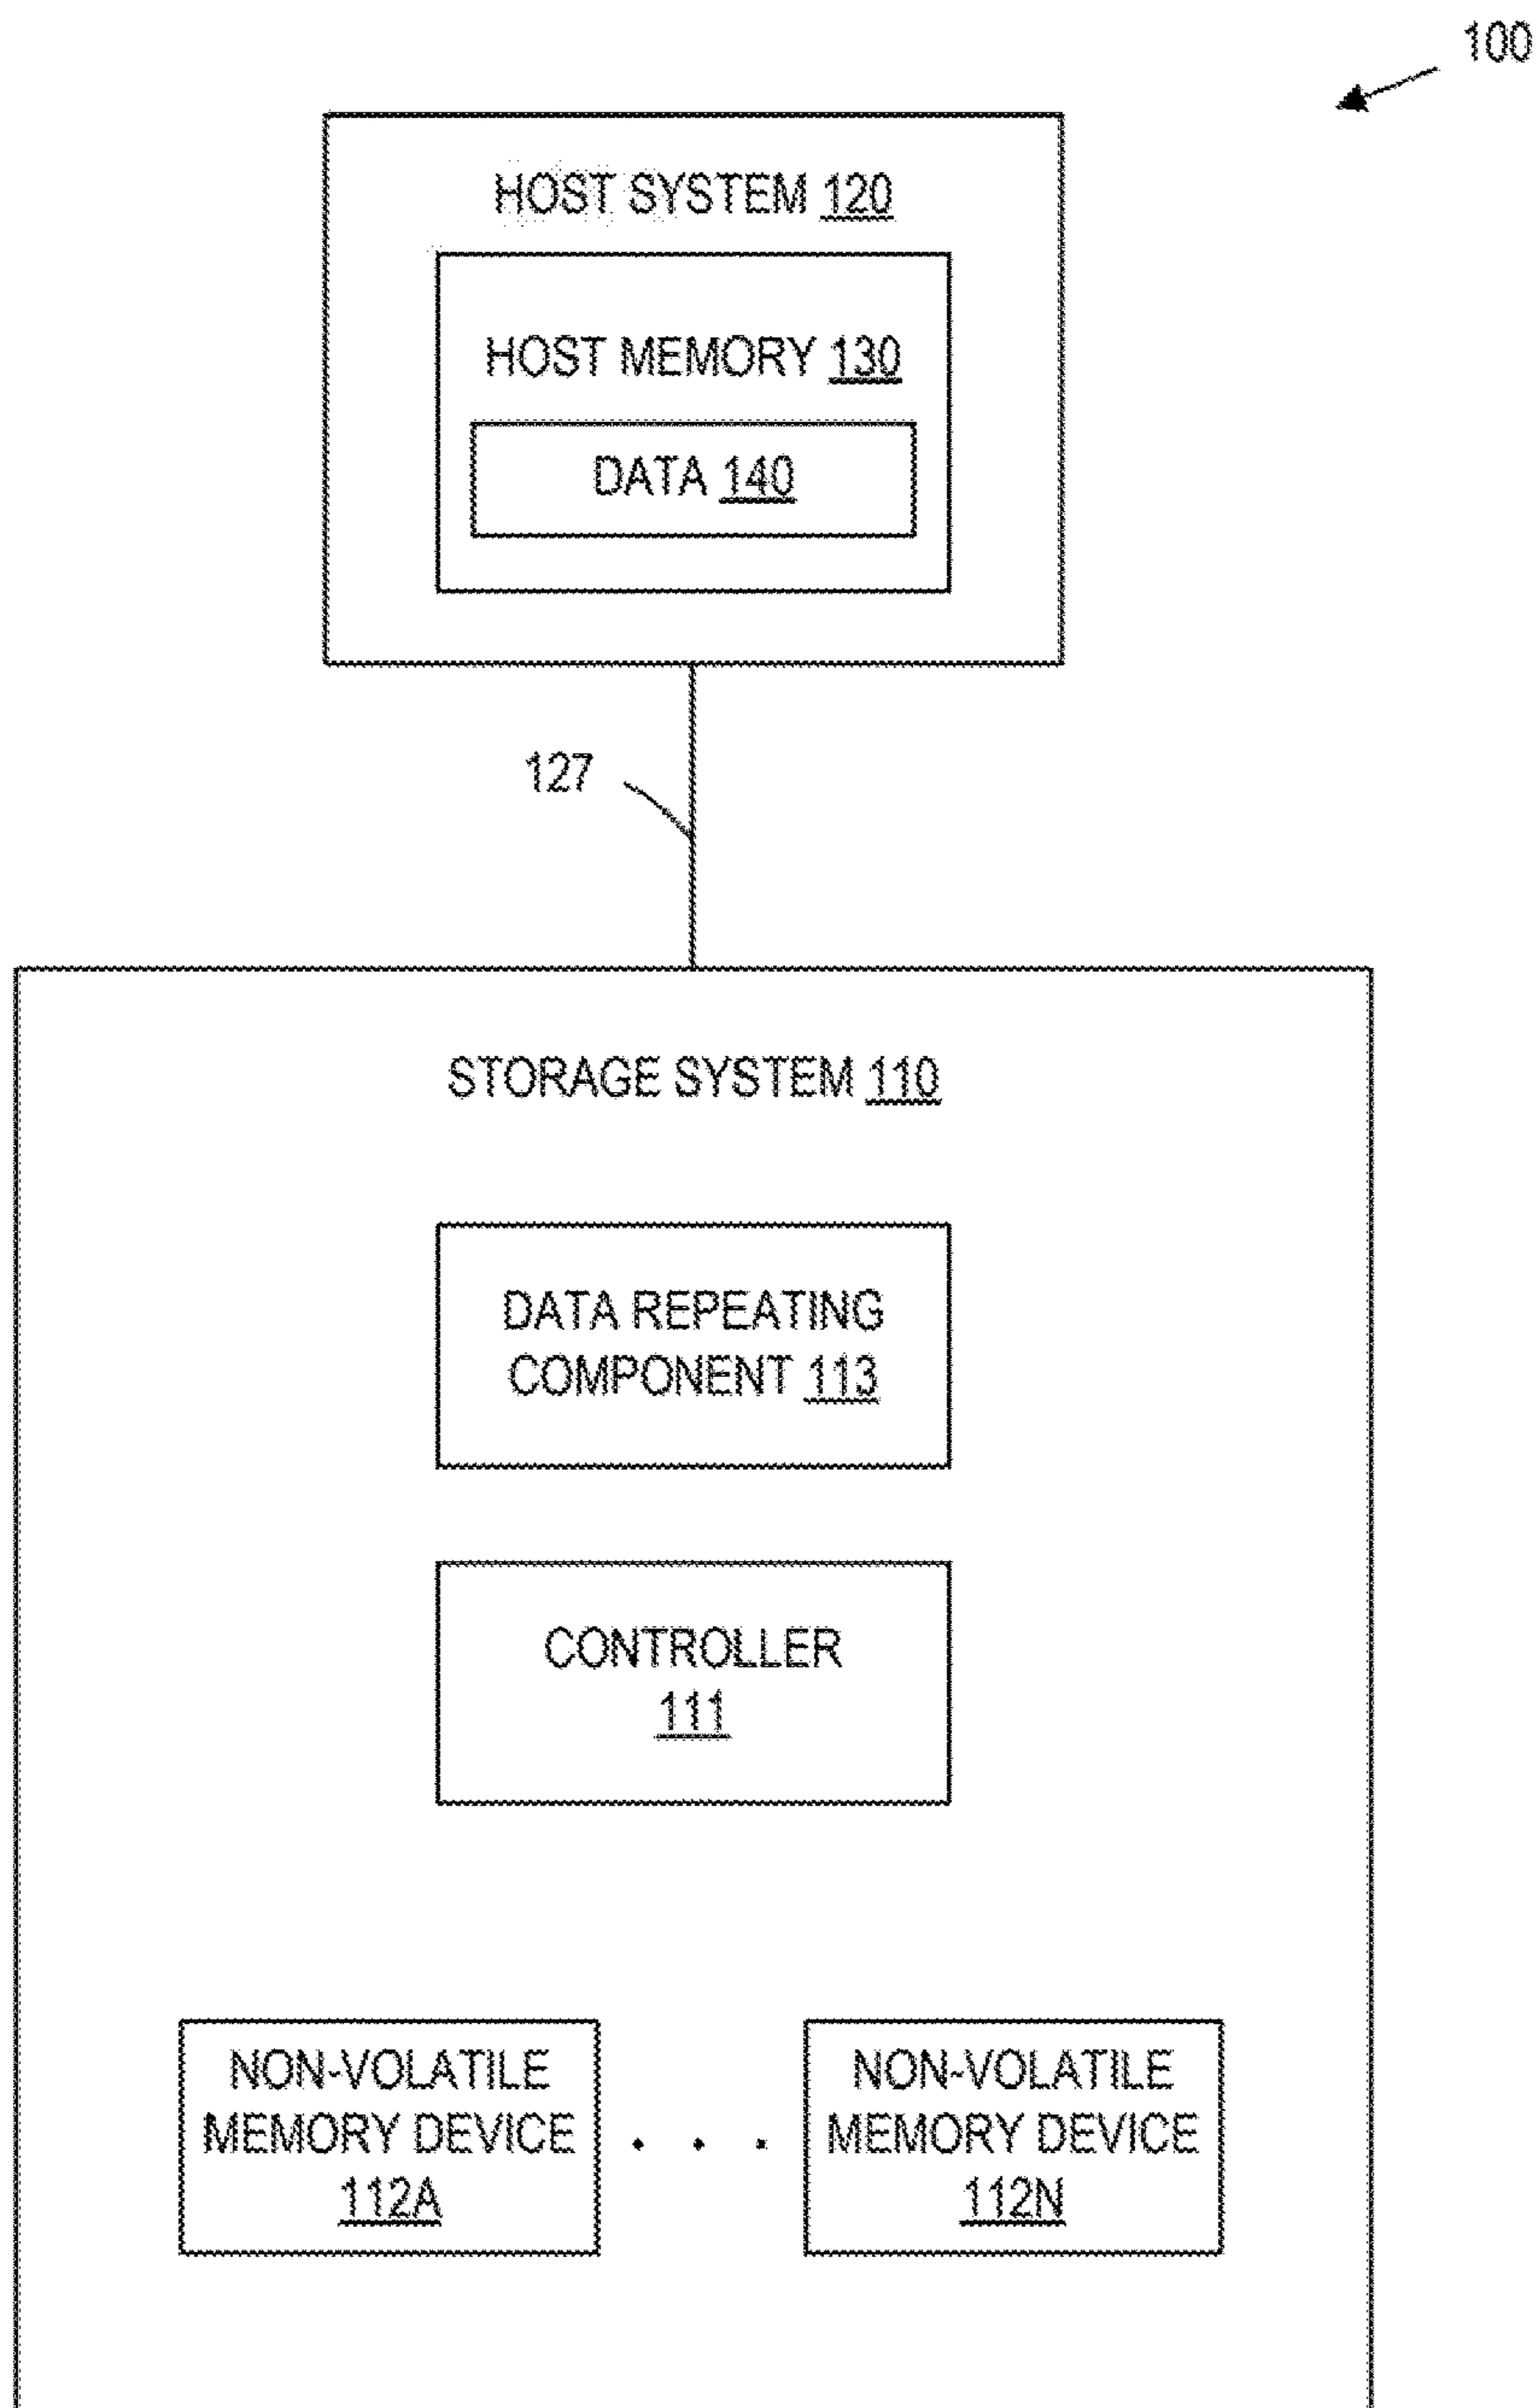 100
HOST SYSTEM 120
HOST MEMORY 130
DATA 140
127
STORAGE SYSTEM 110
DATA REPEATING
COMPONENT 113
CONTROLLER
111
NON-VOLATILE
MEMORY DEVICE
112A
. . .
NON-VOLATILE
MEMORY DEVICE
112N